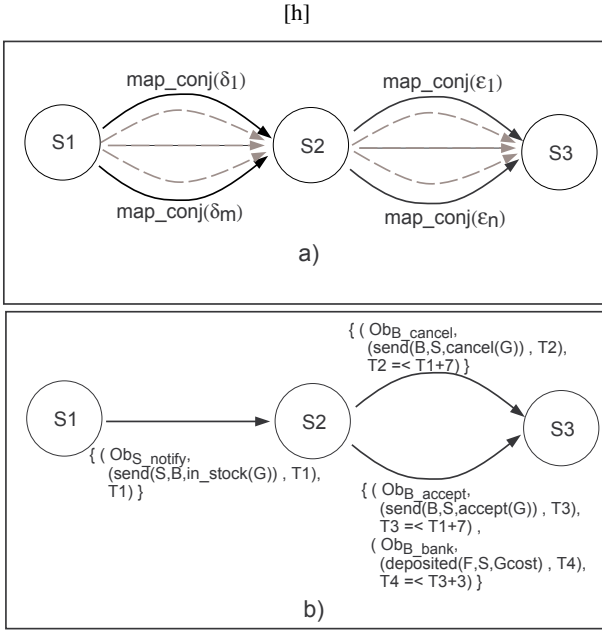 [h]
map_conj(δ1)
map_conj(ε1)
S1
S2
S3
map_conj(δm)
map_conj(εn)
a)
{ ( ObB_cancel,
(send(B,S,cancel(G)) , T2),
T2 =< T1+7) }
S1
S2
S3
{ ( ObS_notify,
(send(S,B,in_stock(G)) , T1),
T1) }
{ ( ObB_accept,
(send(B,S,accept(G)) , T3),
T3 =< T1+7) ,
( ObB_bank,
(deposited(F,S,Gcost) , T4),
T4 =< T3+3) }
b)